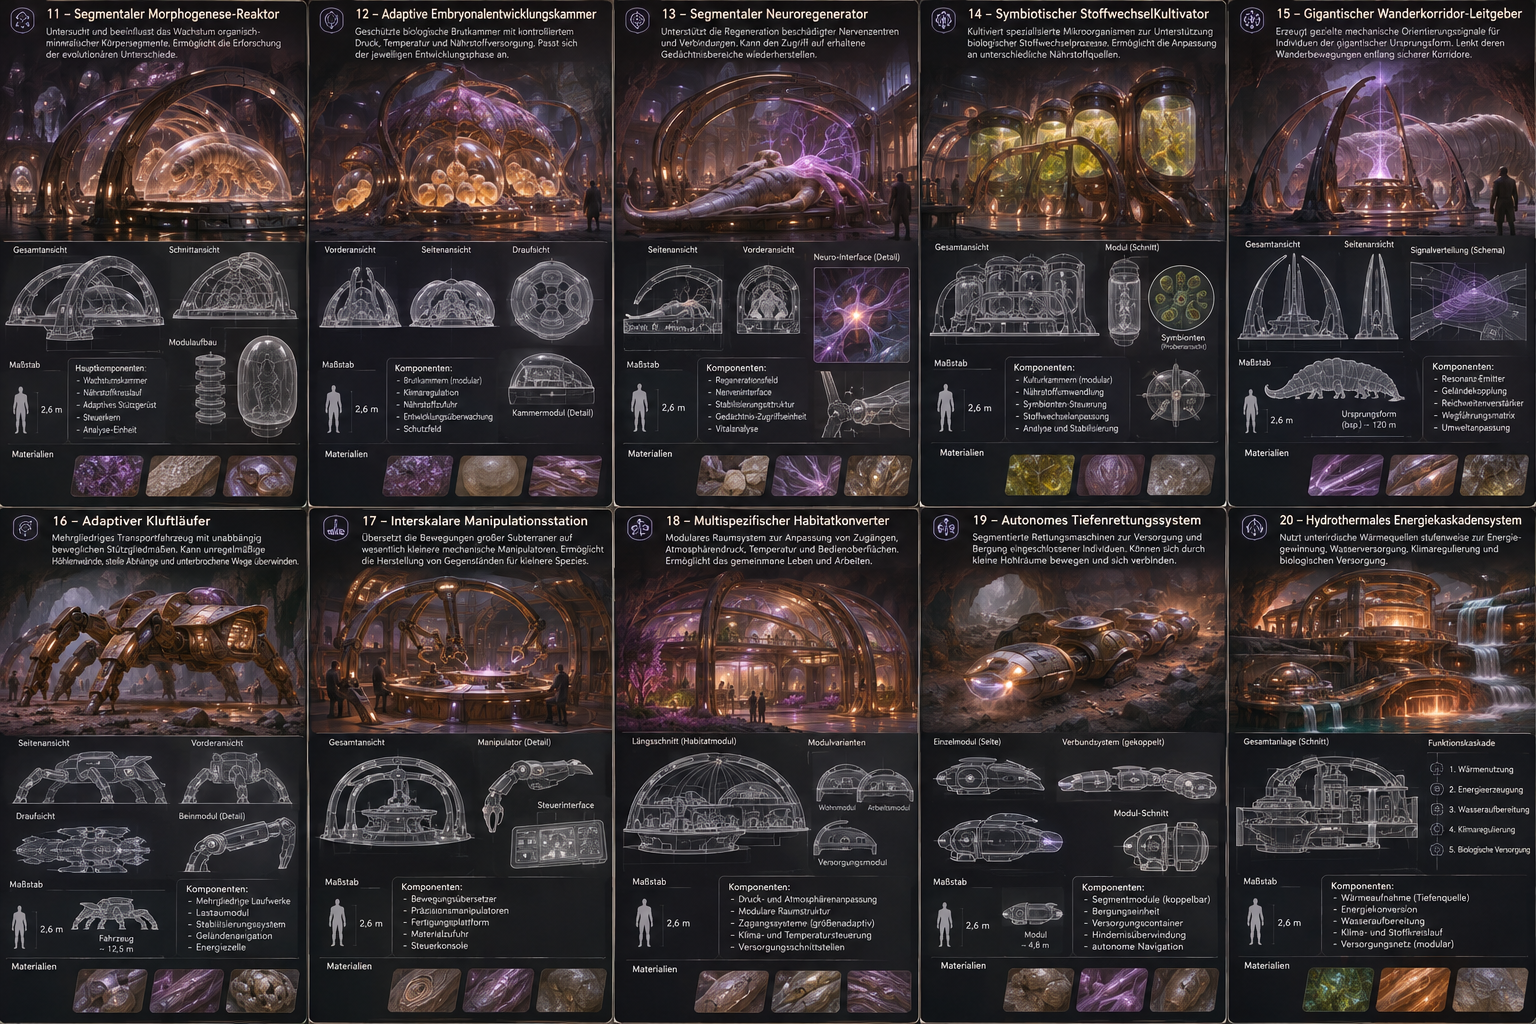 11 – Segmentaler Morphogenese-Reaktor
Untersucht und beeinflusst das Wachstum organisch-
mineralischer Körpersegmente, Ermöglicht die Erforschung
der evolutionären Unterschiede.
Gesamtansicht
Schnittansicht
Modulaufbau
Maßstab
2,6 m
Hauptkomponenten:
- Wachstumskammer
- Nährstoffkreislauf
- Adaptives Stützgerüst
- Steuerkern
- Analyse-Einheit
Materialien
12 – Adaptive Embryonalentwicklungskammer
Geschützte biologische Brutkammer mit kontrolliertem
Druck, Temperatur und Nährstoffversorgung. Passt sich
der jeweiligen Entwicklungsphase an.
Vorderansicht
Seitenansicht
Draufsicht
Maßstab
2,6 m
Komponenten:
- Brutkammern (modular)
- Klimaregulation
- Nährstoffzufuhr
- Entwicklungsüberwachung
- Schutzfeld
Kammermodul (Detail)
Materialien
13 – Segmentaler Neuroregenerator
Unterstützt die Regeneration beschädigter Nervenzentren
und Verbindungen. Kann den Zugriff auf erhaltene
Gedächtnisbereiche wiederherstellen.
Seitenansicht
Vorderansicht
Neuro-Interface (Detail)
Maßstab
2,6 m
Komponenten:
- Regenerationsfeld
- Nerveninterface
- Stabilisierungsstruktur
- Gedächtnis-Zugriffseinheit
- Vitalanalyse
Materialien
14 – Symbiotischer StoffwechselKultivator
Kultiviert spezialisierte Mikroorganismen zur Unterstützung
biologischer Stoffwechselprozesse. Ermöglicht die Anpassung
an unterschiedliche Nährstoffquellen.
Gesamtansicht
Modul (Schnitt)
Symbionten
Maßstab
2,6 m
Komponenten:
- Kulturkammern (modular)
- Nährstoffumwandlung
- Symbionten-Steuerung
- Stoffwechselanpassung
- Analyse und Stabilisierung
Materialien
15 – Gigantischer Wanderkorridor-Leitgeber
Erzeugt gezielte mechanische Orientierungssignale für
Individuen der gigantischer Ursprungsform. Lenkt deren
Wanderbewegungen entlang sicherer Korridore.
Gesamtansicht
Seitenansicht
Signalverteilung (Schema)
Maßstab
2,6 m
Ursprungsform
(bsp.) ~ 120 m
Komponenten:
- Resonanz-Emitter
- Geländekopplung
- Reichweitenverstärker
- Wegführungsmatrix
- Umweltanpassung
Materialien
16 – Adaptiver Kluftläufer
Mehrgliedriges Transportfahrzeug mit unabhängig
beweglichen Stützgliedmaßen. Kann unregelmäßige
Höhlenwände, steile Abhänge und unterbrochene Wege überwinden.
Seitenansicht
Vorderansicht
Draufsicht
Beinmodul (Detail)
Maßstab
2,6 m
Fahrzeug
~ 12,5 m
Komponenten:
- Mehrgliedrige Laufwerke
- Lastaumodul
- Stabilisierungssystem
- Geländenavigation
- Energiezelle
Materialien
17 – Interskalare Manipulationsstation
Übersetzt die Bewegungen großer Subterraner auf
wesentlich kleinere mechanische Manipulatoren. Ermöglicht
die Herstellung von Gegenständen für kleinere Spezies.
Gesamtansicht
Manipulator (Detail)
Steuerinterface
Maßstab
2,6 m
Komponenten:
- Bewegungsübersetzer
- Präzisionsmanipulatoren
- Fertigungsplattform
- Materialzufuhr
- Steuerkonsole
Materialien
18 – Multispezifischer Habitatkonverter
Modulares Raumsystem zur Anpassung von Zugängen,
Atmosphärendruck, Temperatur und Bedienoberflächen.
Ermöglicht das gemeinmane Leben und Arbeiten.
Längsschnitt (Habitatmodul)
Modulvarianten
Wohnmodul
Arbeitsmodul
Versorgungsmodul
Maßstab
2,6 m
Komponenten:
- Druck- und Atmosphärenanpassung
- Modulare Raumstruktur
- Zugangssysteme (größenadaptiv)
- Klima- und Temperatursteuerung
- Versorgungsschnittstellen
Materialien
19 – Autonomes Tiefenrettungssystem
Segmentierte Rettungsmaschinen zur Versorgung und
Bergung eingeschlossener Individuen. Können sich durch
kleine Hohlräume bewegen und sich verbinden.
Einzelmodul (Seite)
Verbundsystem (gekoppelt)
Modul-Schnitt
Maßstab
2,6 m
Modul
~ 4,8 m
Komponenten:
- Segmentmodule (koppelbar)
- Bergungseinheit
- Versorgungscontainer
- Hindernisüberwindung
- autonome Navigation
Materialien
20 – Hydrothermales Energiekaskadensystem
Nutzt unterirdische Wärmequellen stufenweise zur Energie-
gewinnung, Wasserversorgung, Klimaregulierung und
biologischen Versorgung.
Gesamtanlage (Schnitt)
Funktionskaskade
1. Wärmenutzung
2. Energieerzeugung
3. Wasseraufbereitung
4. Klimaregulierung
5. Biologische Versorgung
Maßstab
2,6 m
Komponenten:
- Wärmeaufnahme (Tiefenquelle)
- Energiekonversion
- Wasseraufbereitung
- Klima- und Stoffkreislauf
- Versorgungsnetz (modular)
Materialien